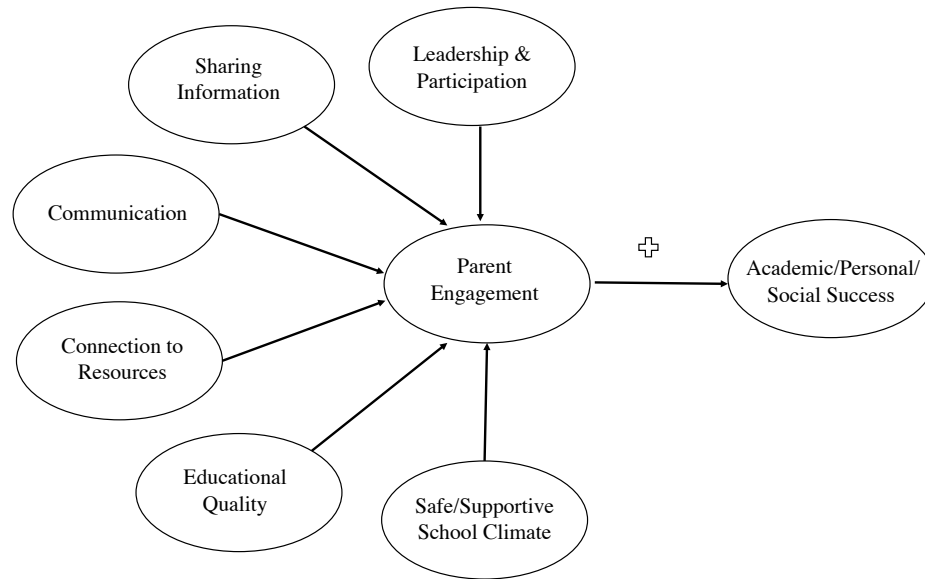 Leadership &
Participation
Sharing
Information
Communication
Parent
Engagement
Academic/Personal/
Social Success
Connection to
Resources
Educational
Quality
Safe/Supportive
School Climate